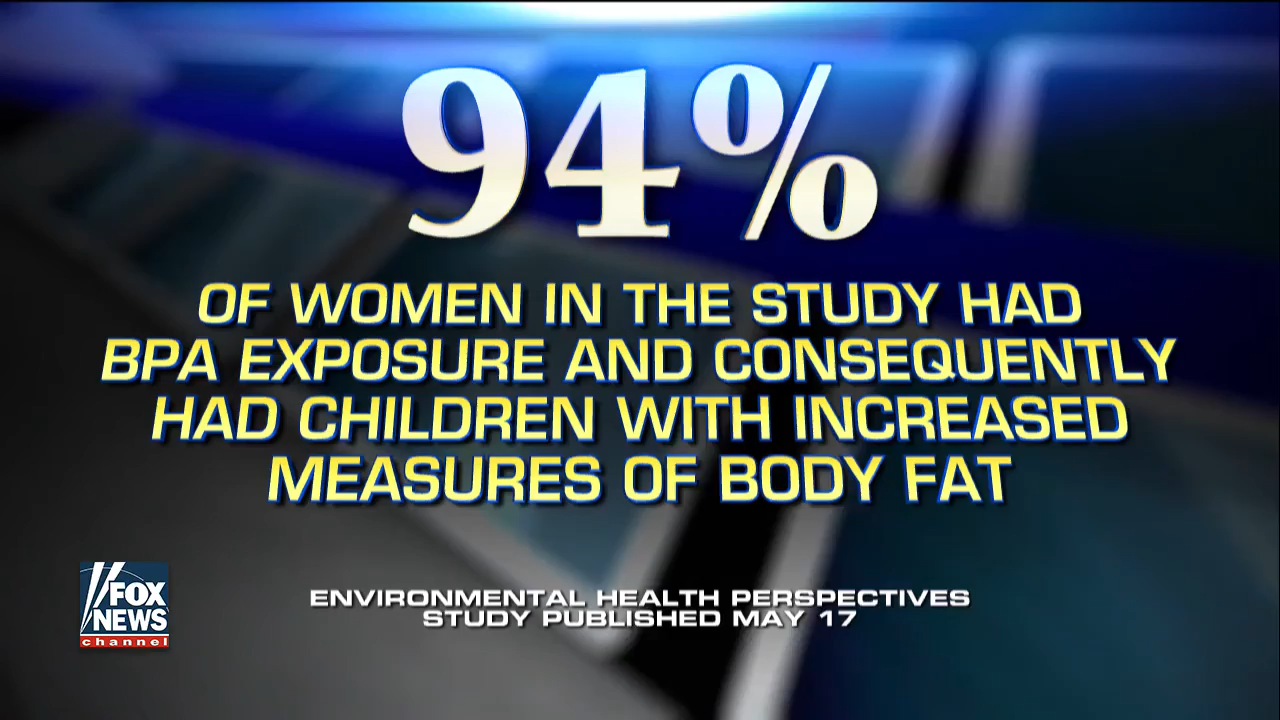 94%
OF WOMEN IN THE STUDY HAD
BPA EXPOSURE AND CONSEQUENTLY
HAD CHILDREN WITH INCREASED
MEASURES OF BODY FAT
ENVIRONMENTAL HEALTH PERSPECTIVES
STUDY PUBLISHED MAY 17
FOX
NEWS
channel